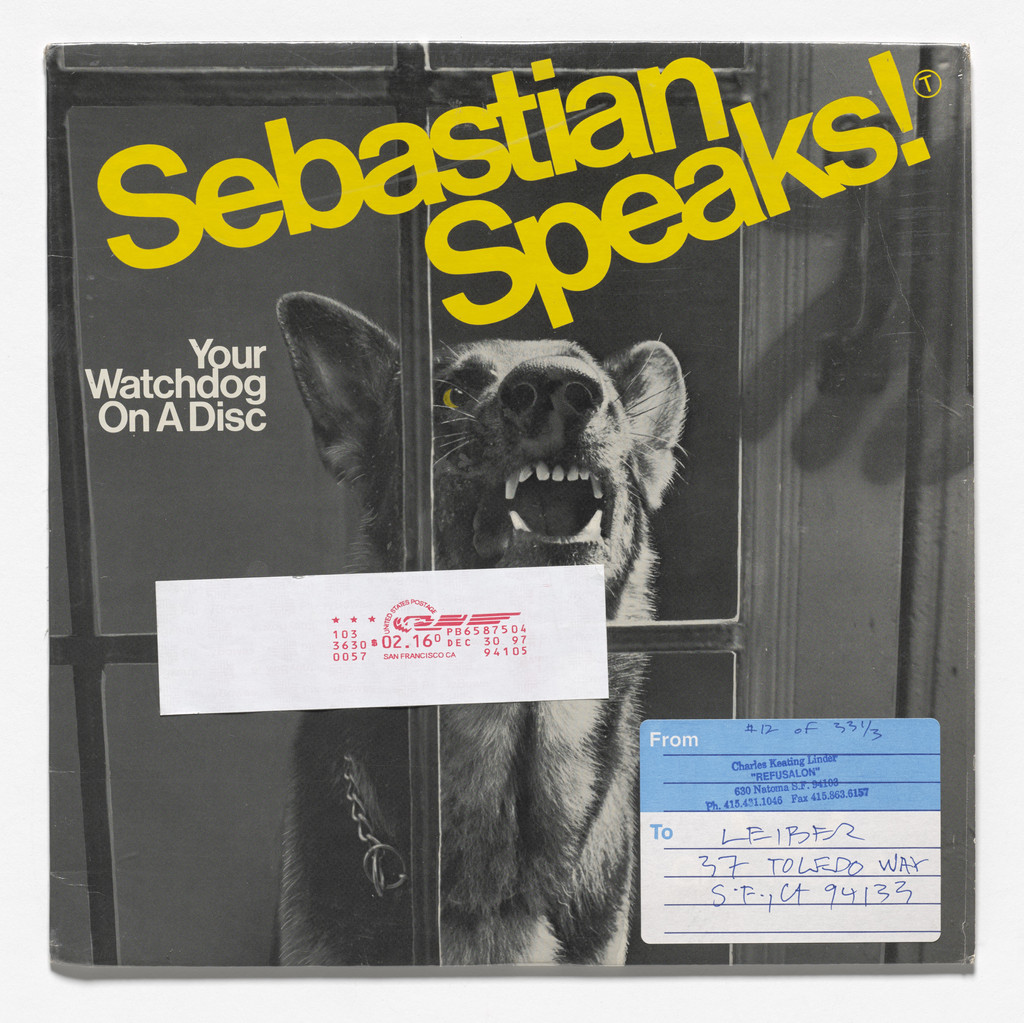 Sebastian
Speaks!
T
Your
Watchdog
On A Disc
UNITED STATES POSTAGE
103
3630 $02.160 PB6587504
0057 DEC 30 97
SAN FRANCISCO CA 94105
From #12 OF 33 1/3
Charles Keating Linder
"REFUSALON"
630 Natoma S.F. 94103
Ph. 415.431.1046 Fax 415.863.6157
To LEIBER
37 TOLEDO WAY
S.F., CA 94133